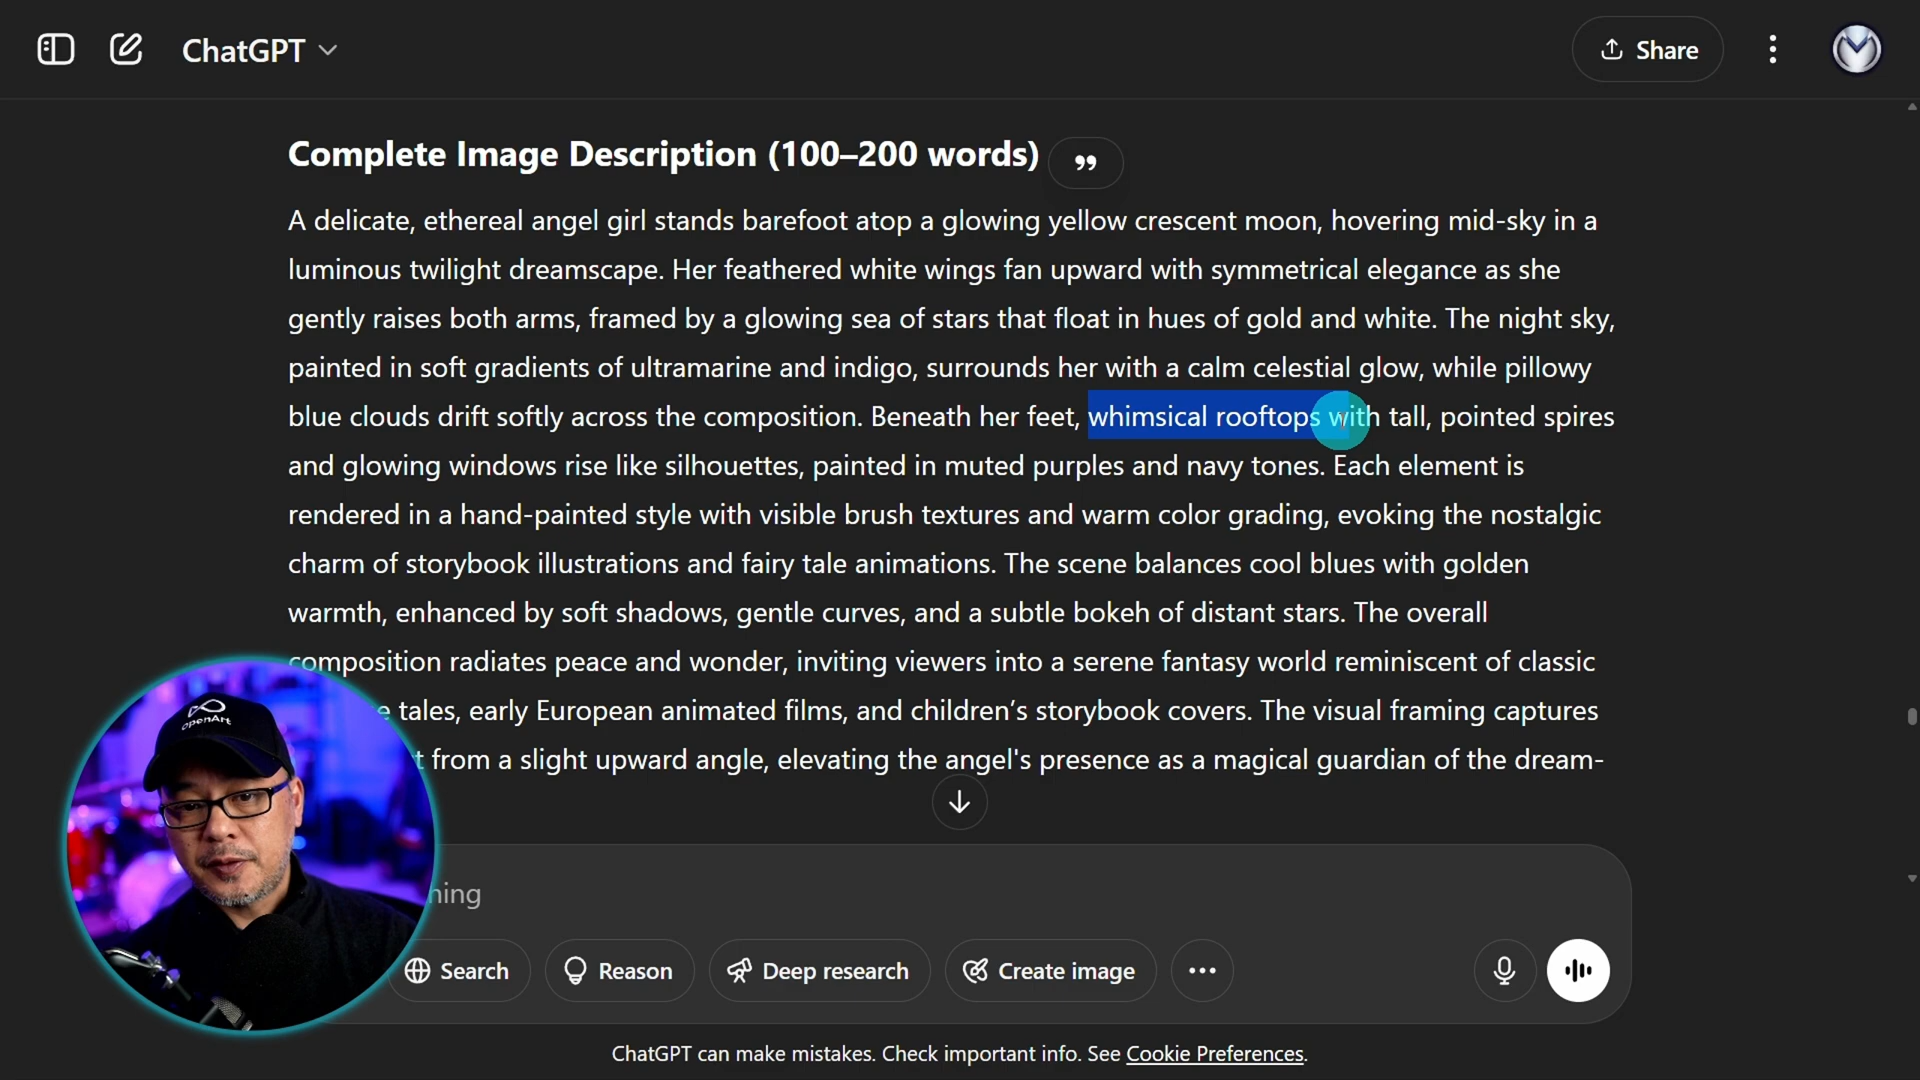 ChatGPT
Share
Complete Image Description (100–200 words)
A delicate, ethereal angel girl stands barefoot atop a glowing yellow crescent moon, hovering mid-sky in a
luminous twilight dreamscape. Her feathered white wings fan upward with symmetrical elegance as she
gently raises both arms, framed by a glowing sea of stars that float in hues of gold and white. The night sky,
painted in soft gradients of ultramarine and indigo, surrounds her with a calm celestial glow, while pillowy
blue clouds drift softly across the composition. Beneath her feet, whimsical rooftops with tall, pointed spires
and glowing windows rise like silhouettes, painted in muted purples and navy tones. Each element is
rendered in a hand-painted style with visible brush textures and warm color grading, evoking the nostalgic
charm of storybook illustrations and fairy tale animations. The scene balances cool blues with golden
warmth, enhanced by soft shadows, gentle curves, and a subtle bokeh of distant stars. The overall
composition radiates peace and wonder, inviting viewers into a serene fantasy world reminiscent of classic
tales, early European animated films, and children’s storybook covers. The visual framing captures
from a slight upward angle, elevating the angel's presence as a magical guardian of the dream-
OpenArt
Search
Reason
Deep research
Create image
ChatGPT can make mistakes. Check important info. See Cookie Preferences.